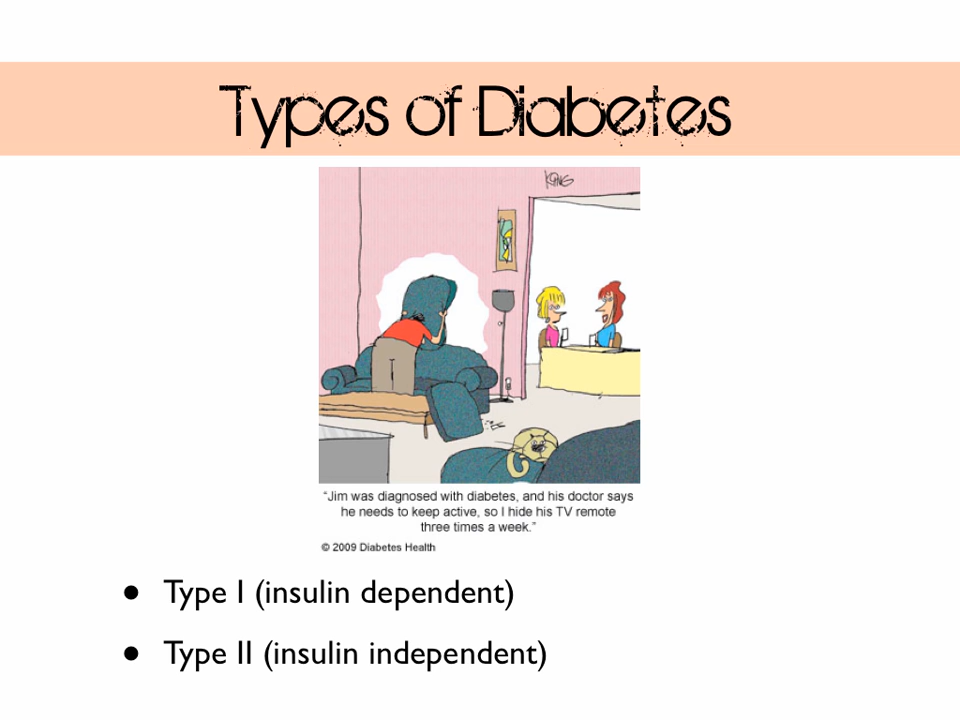 Types of Diabetes
KING
“Jim was diagnosed with diabetes, and his doctor says
he needs to keep active, so I hide his TV remote
three times a week.”
© 2009 Diabetes Health
• Type I (insulin dependent)
• Type II (insulin independent)